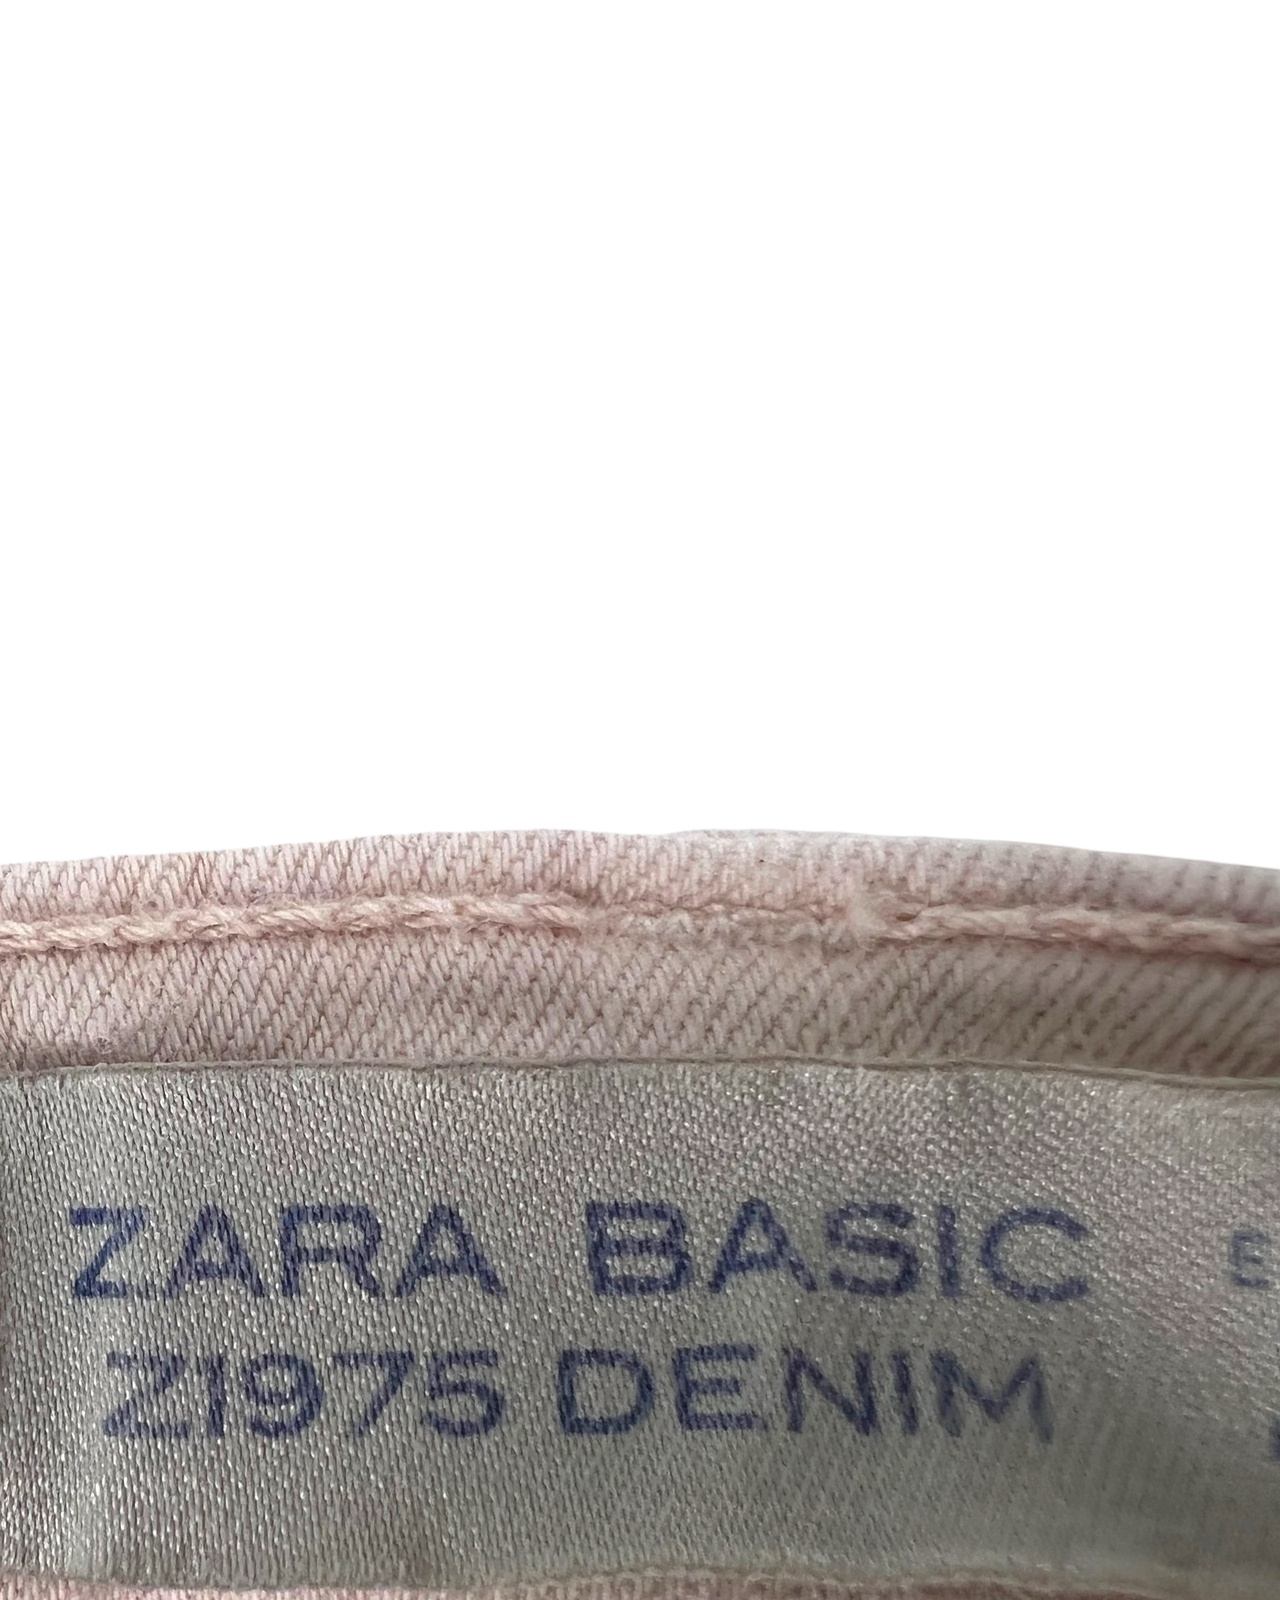 ZARA BASIC
Z1975 DENIM
E